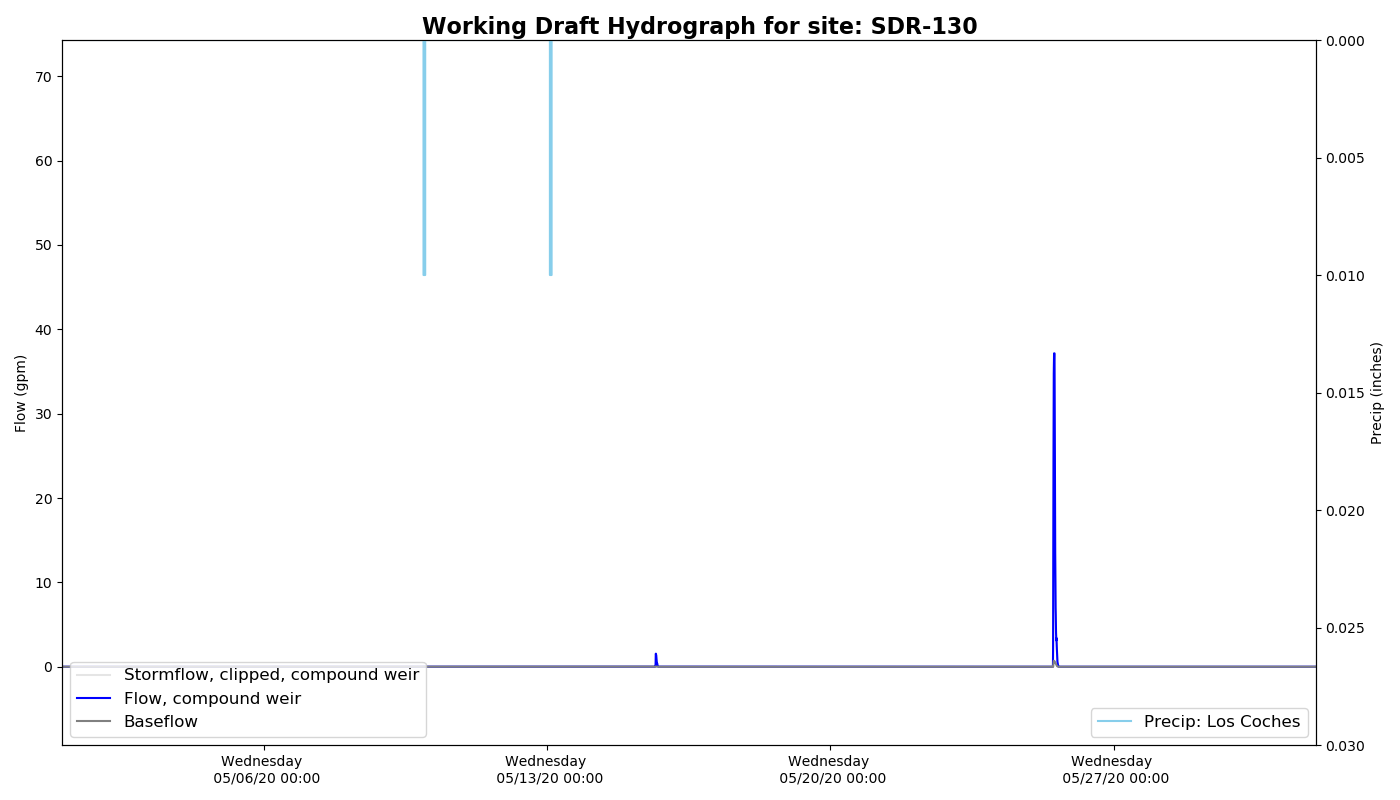 Working Draft Hydrograph for site: SDR-130
70
60
50
40
30
20
10
0
Flow (gpm)
0.000
0.005
0.010
0.015
0.020
0.025
0.030
Precip (inches)
Stormflow, clipped, compound weir
Flow, compound weir
Baseflow
Precip: Los Coches
Wednesday
05/06/20 00:00
Wednesday
05/13/20 00:00
Wednesday
05/20/20 00:00
Wednesday
05/27/20 00:00